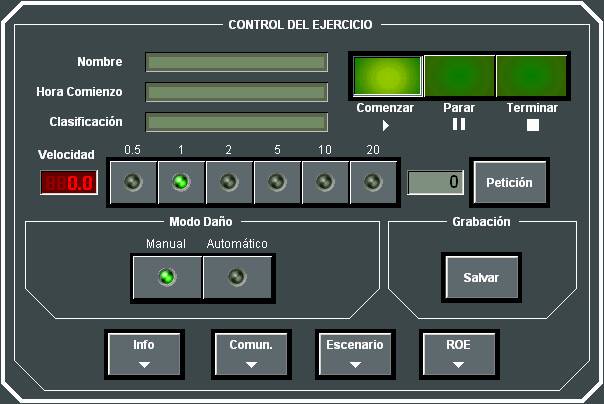 CONTROL DEL EJERCICIO
Nombre
Hora Comienzo
Clasificación
Comenzar Parar Terminar
Velocidad
0.5 1 2 5 10 20
0.0
0
Petición
Modo Daño
Manual Automático
Grabación
Salvar
Info Comun. Escenario ROE